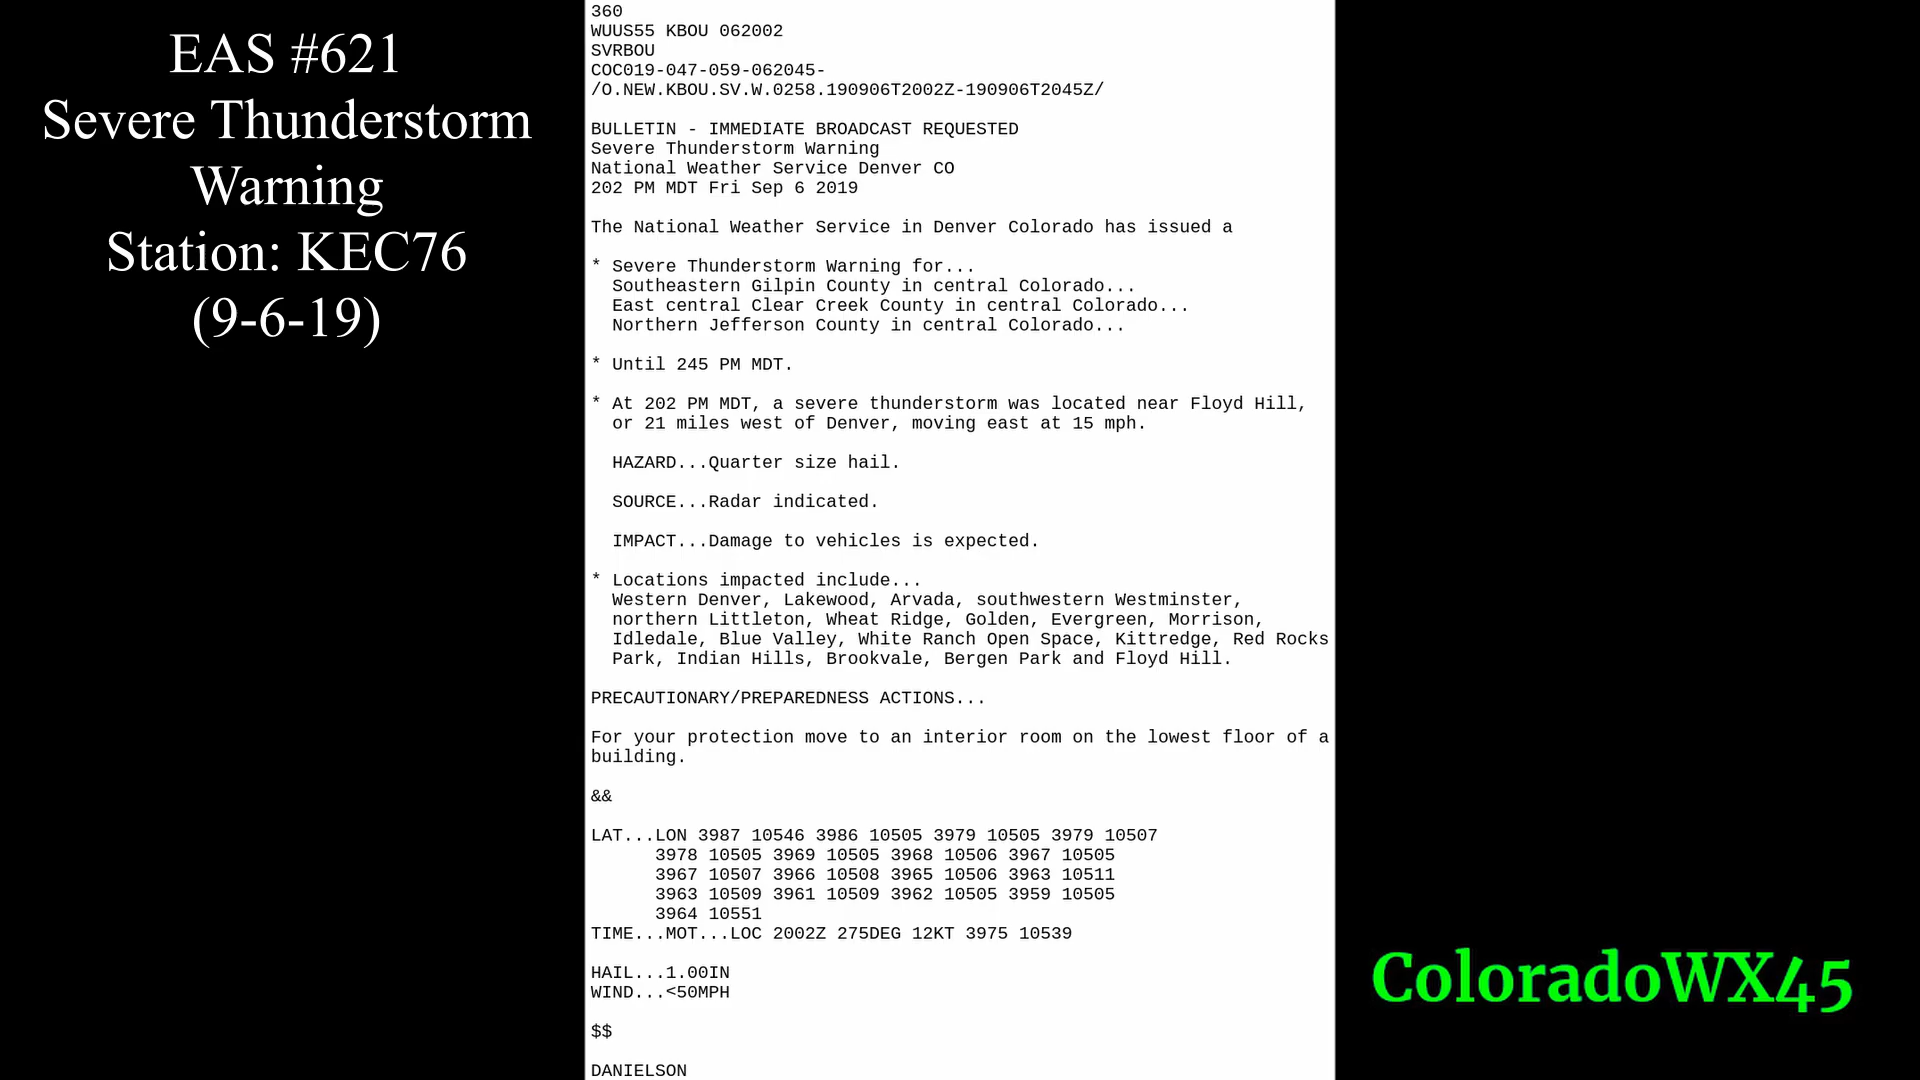 EAS #621
Severe Thunderstorm
Warning
Station: KEC76
(9-6-19)
360
WUUS55 KBOU 062002
SVRBOU
COC019-047-059-062045-
/O.NEW.KBOU.SV.W.0258.190906T2002Z-190906T2045Z/
BULLETIN - IMMEDIATE BROADCAST REQUESTED
Severe Thunderstorm Warning
National Weather Service Denver CO
202 PM MDT Fri Sep 6 2019
The National Weather Service in Denver Colorado has issued a
* Severe Thunderstorm Warning for...
Southeastern Gilpin County in central Colorado...
East central Clear Creek County in central Colorado...
Northern Jefferson County in central Colorado...
* Until 245 PM MDT.
* At 202 PM MDT, a severe thunderstorm was located near Floyd Hill,
or 21 miles west of Denver, moving east at 15 mph.
HAZARD...Quarter size hail.
SOURCE...Radar indicated.
IMPACT...Damage to vehicles is expected.
* Locations impacted include...
Western Denver, Lakewood, Arvada, southwestern Westminster,
northern Littleton, Wheat Ridge, Golden, Evergreen, Morrison,
Idledale, Blue Valley, White Ranch Open Space, Kittredge, Red Rocks
Park, Indian Hills, Brookvale, Bergen Park and Floyd Hill.
PRECAUTIONARY/PREPAREDNESS ACTIONS...
For your protection move to an interior room on the lowest floor of a
building.
&&
LAT...LON 3987 10546 3986 10505 3979 10505 3979 10507
3978 10505 3969 10505 3968 10506 3967 10505
3967 10507 3966 10508 3965 10506 3963 10511
3963 10509 3961 10509 3962 10505 3959 10505
3964 10551
TIME...MOT...LOC 2002Z 275DEG 12KT 3975 10539
HAIL...1.00IN
WIND...<50MPH
$$
DANIELSON
ColoradoWX45